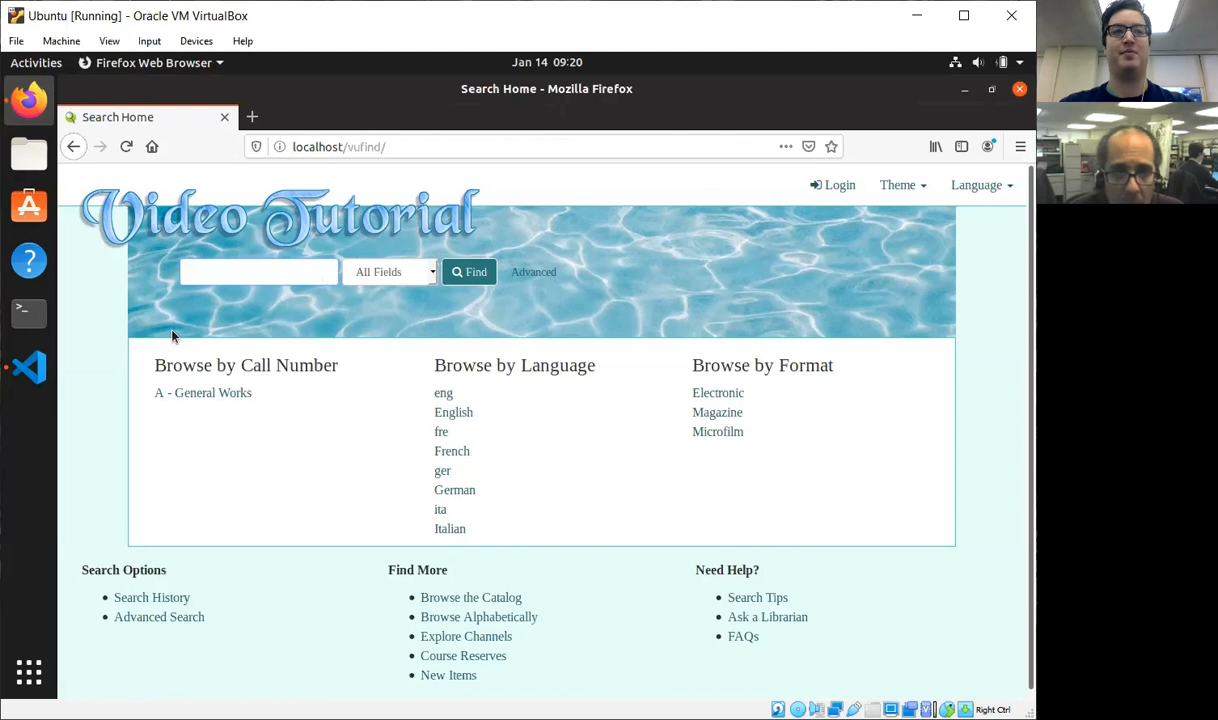 Ubuntu [Running] - Oracle VM VirtualBox
File Machine View Input Devices Help
Activities Firefox Web Browser Jan 14 09:20
Search Home - Mozilla Firefox
Search Home
localhost/vufind/
Login Theme Language
Video Tutorial
All Fields Find Advanced
Browse by Call Number
A - General Works
Browse by Language
eng
English
fre
French
ger
German
ita
Italian
Browse by Format
Electronic
Magazine
Microfilm
Search Options
Search History
Advanced Search
Find More
Browse the Catalog
Browse Alphabetically
Explore Channels
Course Reserves
New Items
Need Help?
Search Tips
Ask a Librarian
FAQs
Right Ctrl